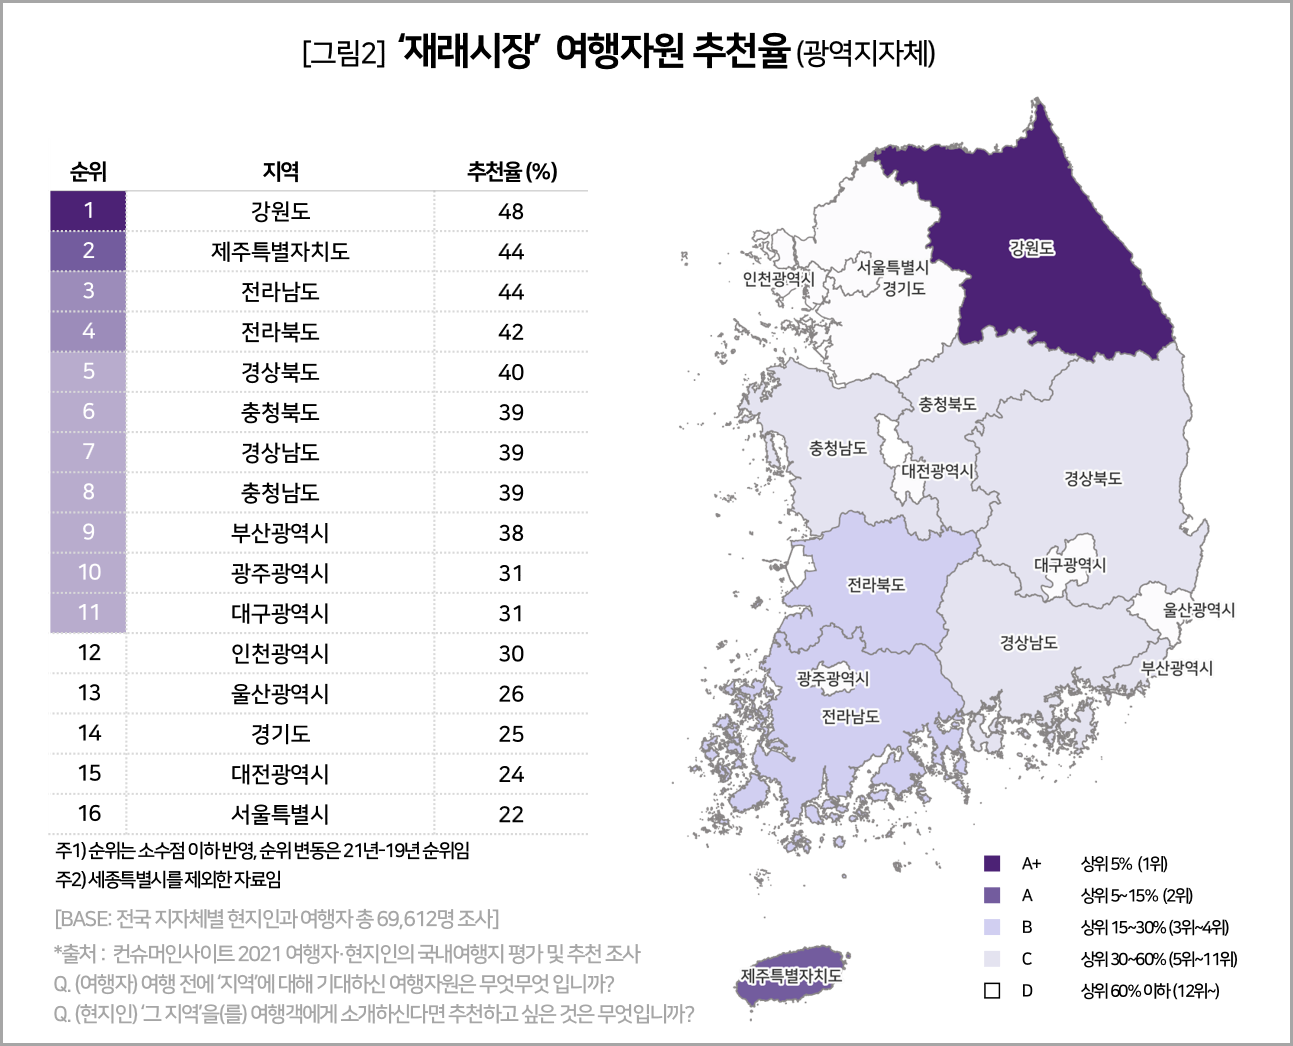 [그림2] ‘재래시장’ 여행자원 추천율 (광역지자체)
순위 지역 추천율 (%)
1 강원도 48
2 제주특별자치도 44
3 전라남도 44
4 전라북도 42
5 경상북도 40
6 충청북도 39
7 경상남도 39
8 충청남도 39
9 부산광역시 38
10 광주광역시 31
11 대구광역시 31
12 인천광역시 30
13 울산광역시 26
14 경기도 25
15 대전광역시 24
16 서울특별시 22
주1) 순위는 소수점 이하 반영, 순위 변동은 21년-19년 순위임
주2) 세종특별시를 제외한 자료임
[BASE: 전국 지자체별 현지인과 여행자 총 69,612명 조사]
*출처 : 컨슈머인사이트 2021 여행자·현지인의 국내여행지 평가 및 추천 조사
Q. (여행자) 여행 전에 ‘지역’에 대해 기대하신 여행자원은 무엇무엇 입니까?
Q. (현지인) ‘그 지역’을(를) 여행객에게 소개하신다면 추천하고 싶은 것은 무엇입니까?
강원도
서울특별시
인천광역시
경기도
충청북도
충청남도
대전광역시
경상북도
대구광역시
전라북도
울산광역시
경상남도
부산광역시
광주광역시
전라남도
제주특별자치도
A+ 상위 5% (1위)
A 상위 5~15% (2위)
B 상위 15~30% (3위~4위)
C 상위 30~60% (5위~11위)
D 상위 60% 이하 (12위~)